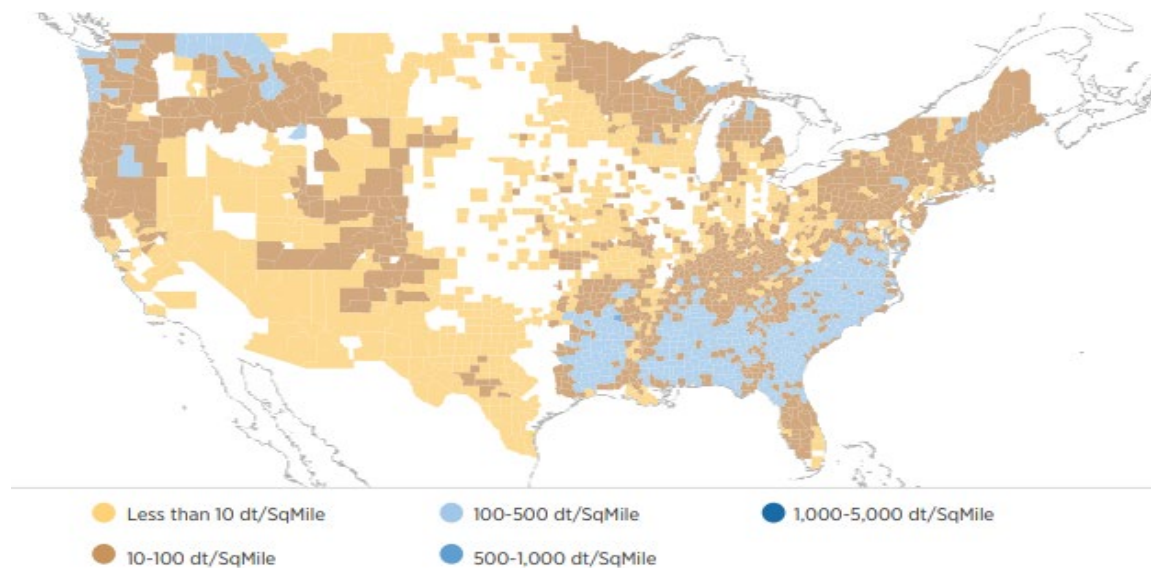 Less than 10 dt/SqMile
100-500 dt/SqMile
1,000-5,000 dt/SqMile
10-100 dt/SqMile
500-1,000 dt/SqMile